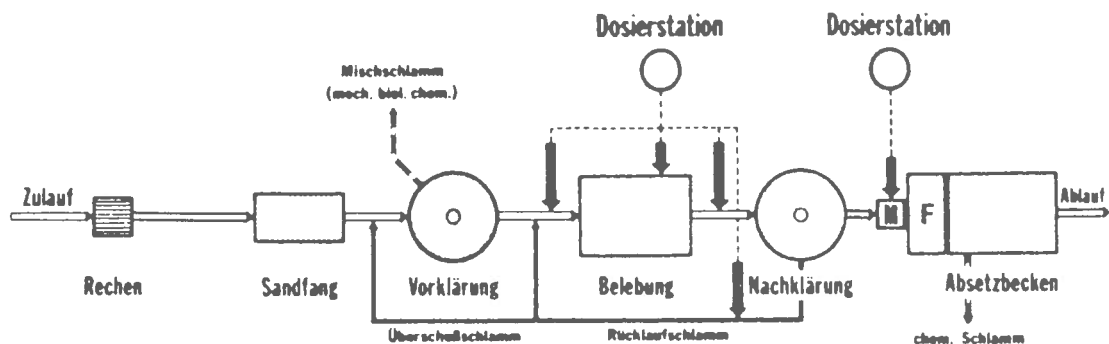 Dosierstation
Dosierstation
Mischschlamm
(mech. biol. chem.)
Zulauf
M
F
Ablauf
Rechen
Sandfang
Vorklärung
Belebung
Nachklärung
Absetzbecken
Überschußschlamm
Rücklaufschlamm
chem. Schlamm